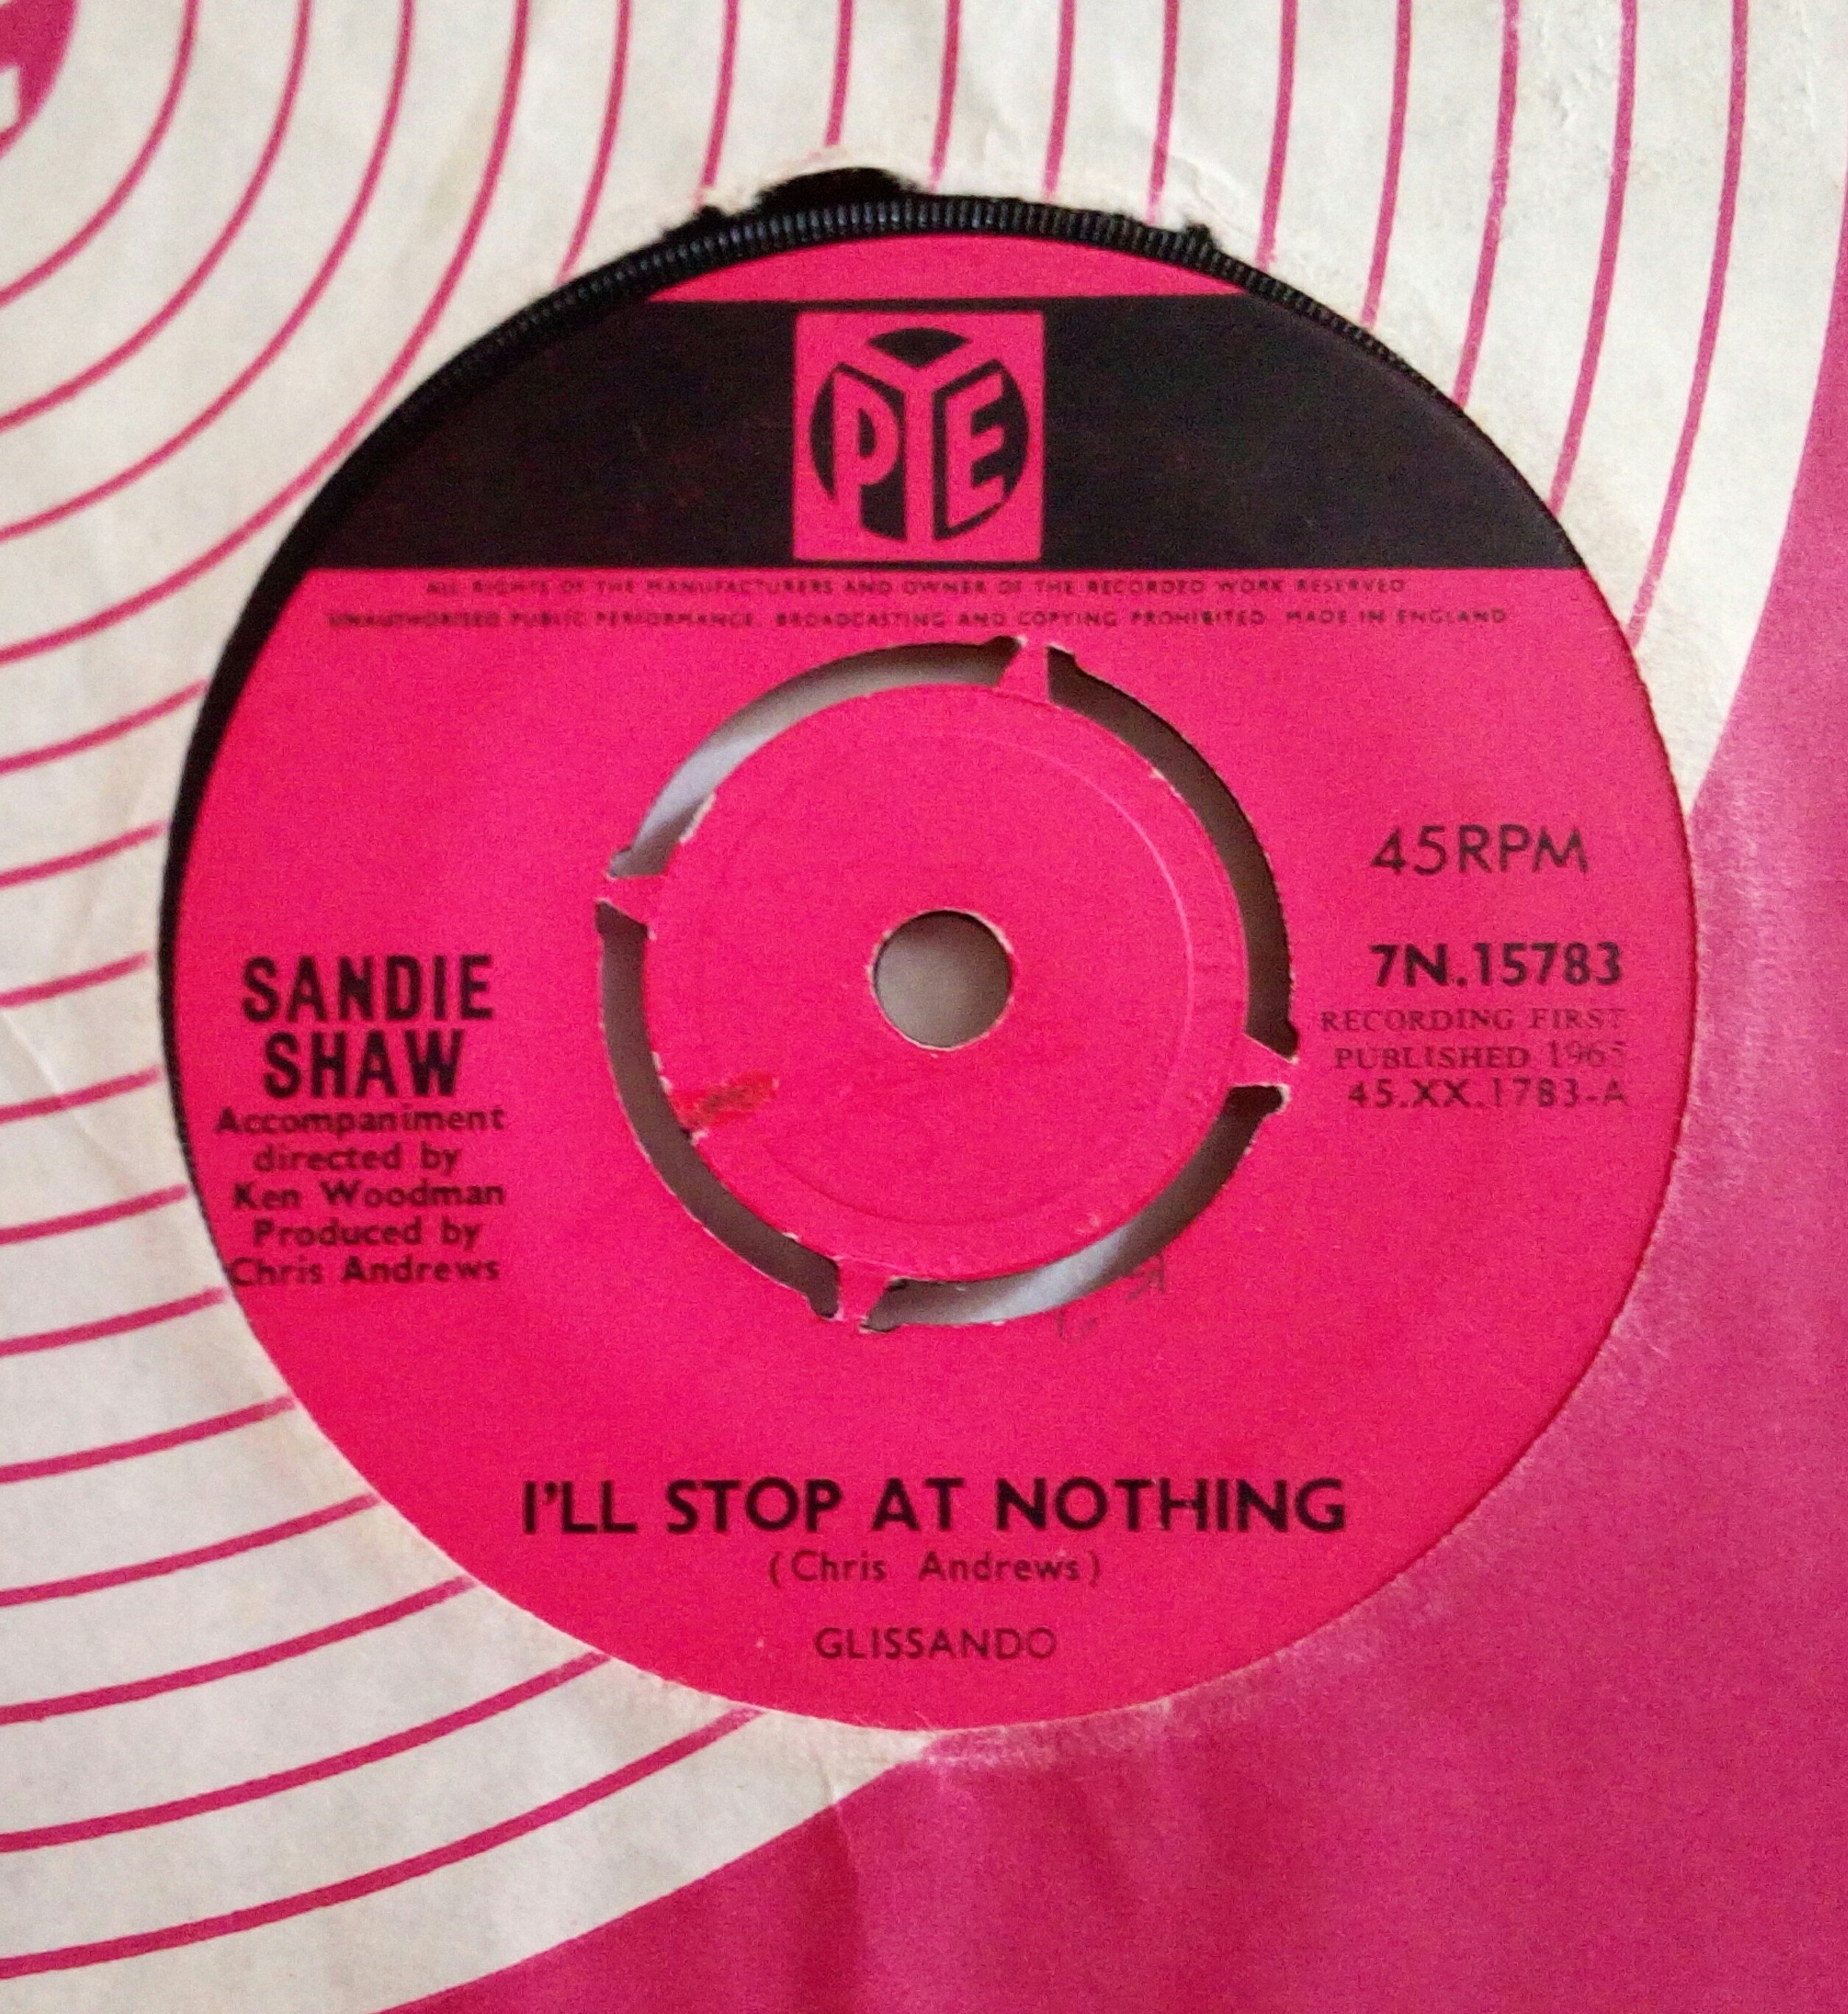 PYE
ALL RIGHTS OF THE MANUFACTURERS AND OWNER OF THE RECORDED WORK RESERVED
UNAUTHORISED PUBLIC PERFORMANCE, BROADCASTING AND COPYING PROHIBITED. MADE IN ENGLAND
45RPM
7N.15783
RECORDING FIRST
PUBLISHED 1965
45.XX.1783-A
SANDIE
SHAW
Accompaniment
directed by
Ken Woodman
Produced by
Chris Andrews
I'LL STOP AT NOTHING
(Chris Andrews)
GLISSANDO